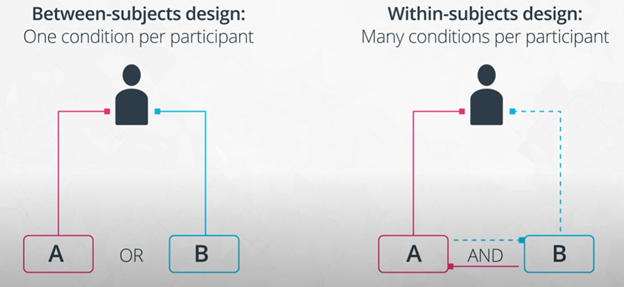 Between-subjects design:
One condition per participant
A OR B
Within-subjects design:
Many conditions per participant
A AND B